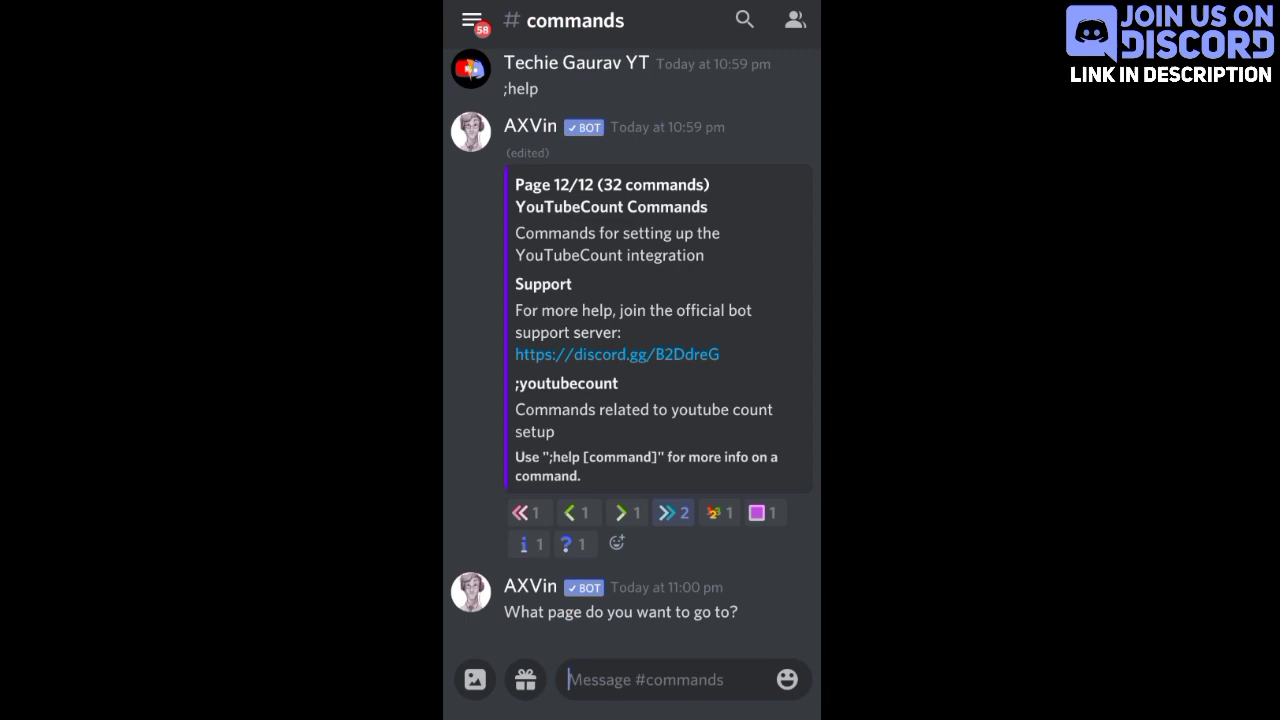 58
# commands
JOIN US ON
DISCORD
LINK IN DESCRIPTION
Techie Gaurav YT Today at 10:59 pm
;help
AXVin ✓ BOT Today at 10:59 pm
(edited)
Page 12/12 (32 commands)
YouTubeCount Commands
Commands for setting up the
YouTubeCount integration
Support
For more help, join the official bot
support server:
https://discord.gg/B2DdreG
;youtubecount
Commands related to youtube count
setup
Use ";help [command]" for more info on a
command.
1 1 1 2 1 1
i 1 ? 1
AXVin ✓ BOT Today at 11:00 pm
What page do you want to go to?
Message #commands